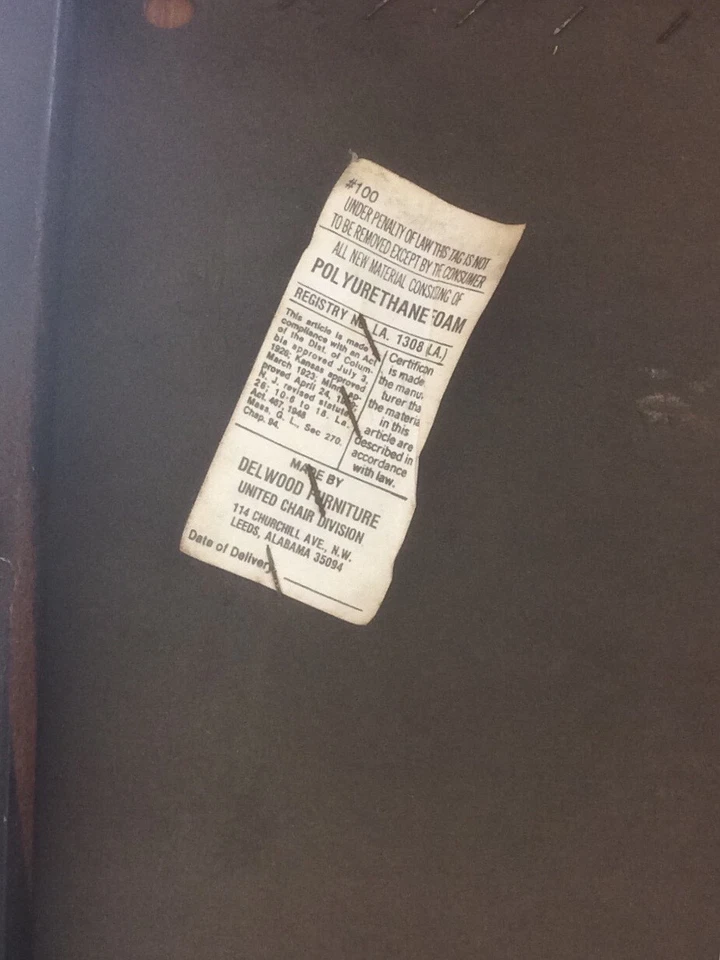 #100
UNDER PENALTY OF LAW THIS TAG IS NOT
TO BE REMOVED EXCEPT BY THE CONSUMER
ALL NEW MATERIAL CONSISTING OF
POLYURETHANE FOAM
REGISTRY NO. LA. 1308 (LA.)
This article is made
compliance with an Act
of the Dist. of Colum-
bia approved July 3,
1926; Kansas approved
March 1923; Minn. ap-
proved April 24,
N. J. revised statute
26: 10-6 to 18. La.
Act. 467 1948
Mass. G. L., Sec 270.
Chap. 94.
Certification
is made
the manu
turer tha
the materia
in this
article are
described in
accordance
with law.
MADE BY
DELWOOD FURNITURE
UNITED CHAIR DIVISION
114 CHURCHILL AVE., N.W.
LEEDS, ALABAMA 35094
Date of Delivery